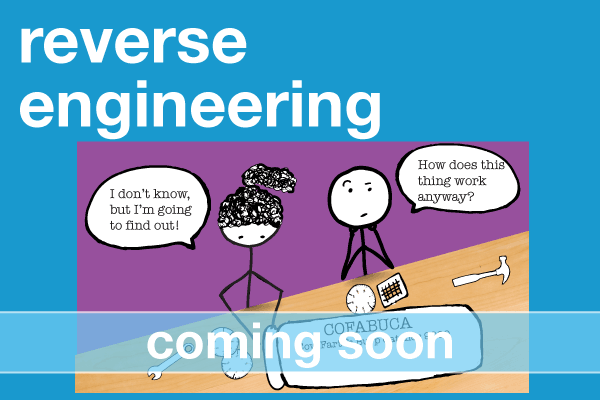 reverse
engineering
I don't know,
but I'm going
to find out!
How does this
thing work
anyway?
COFABUCA
coming soon